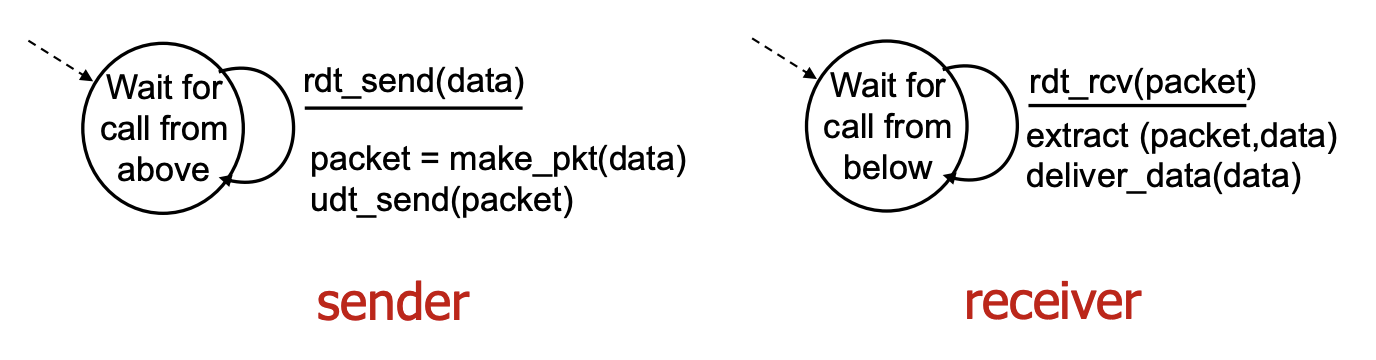 Wait for
call from
above
rdt_send(data)
packet = make_pkt(data)
udt_send(packet)
sender
Wait for
call from
below
rdt_rcv(packet)
extract (packet,data)
deliver_data(data)
receiver